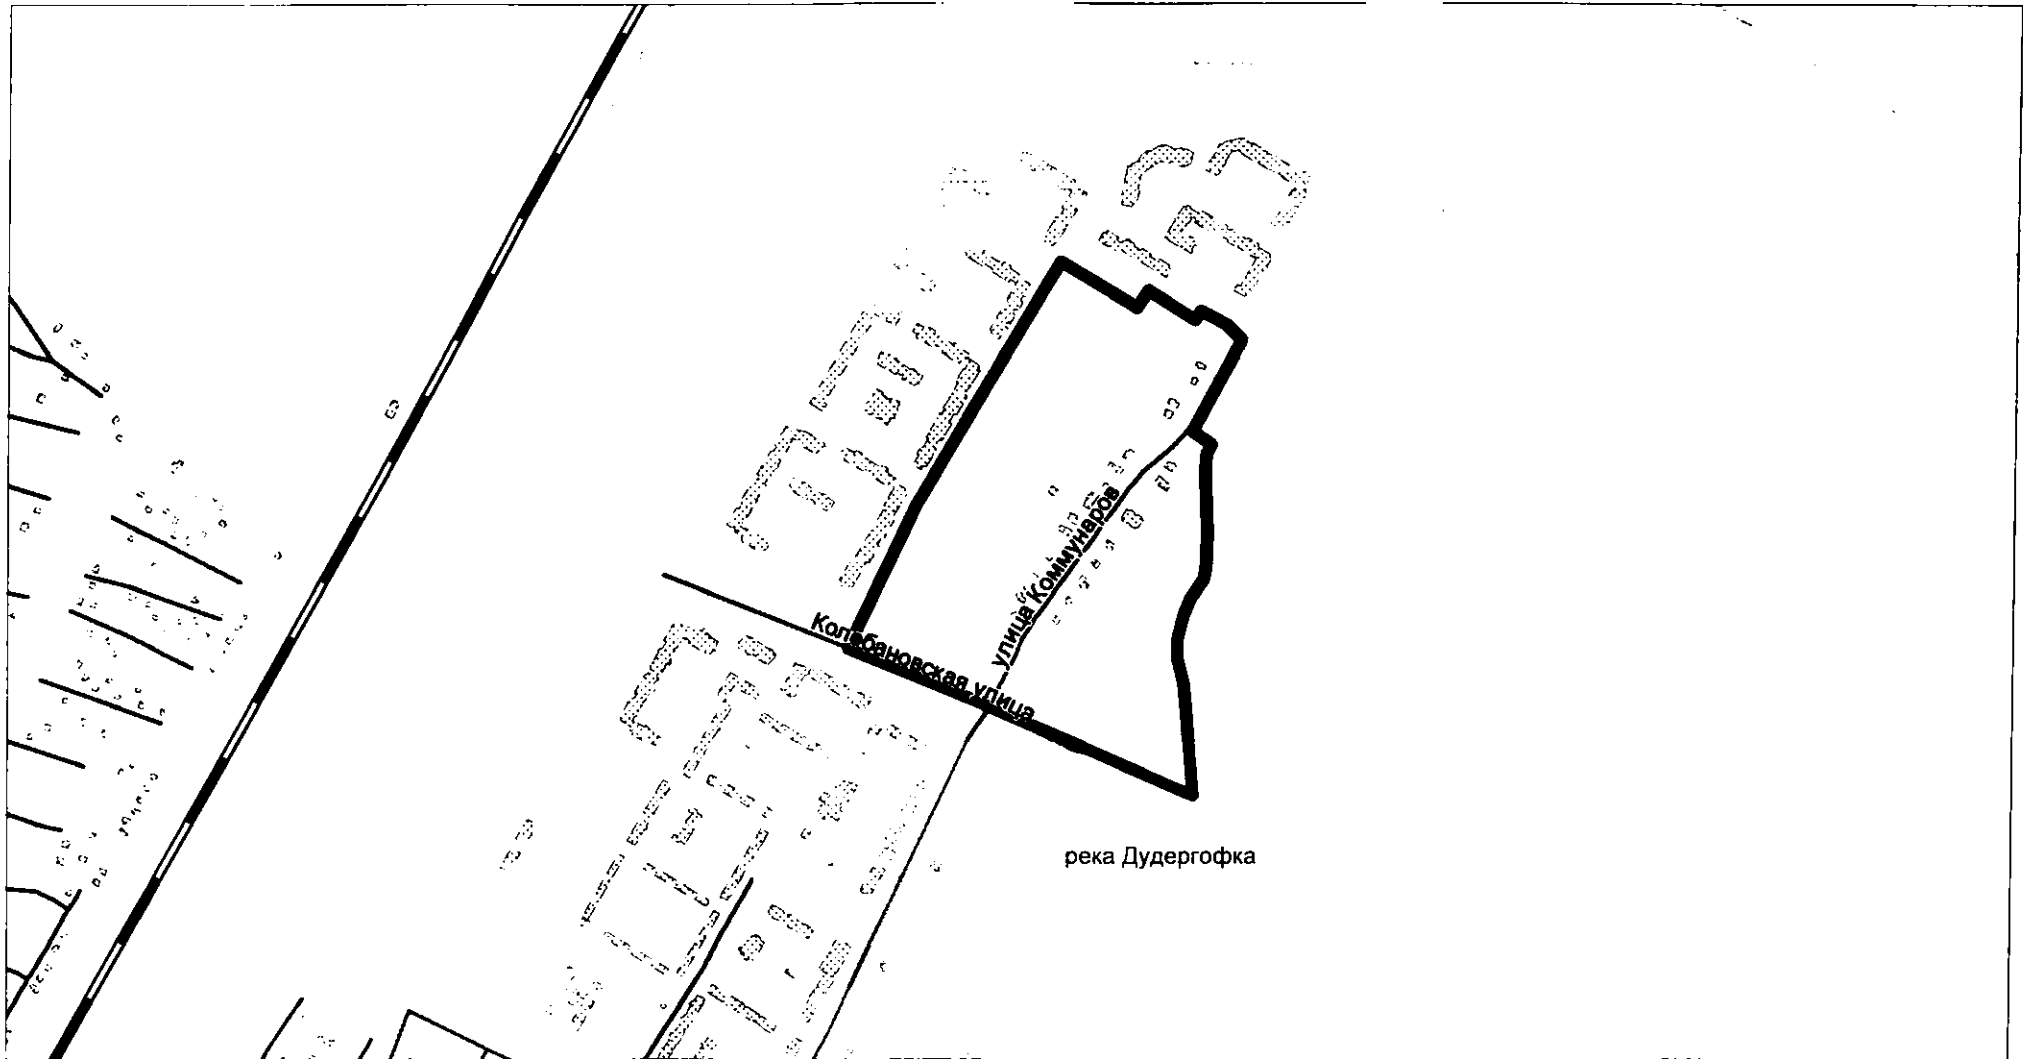 улица Коммунаров
Колобановская улица
река Дудергофка